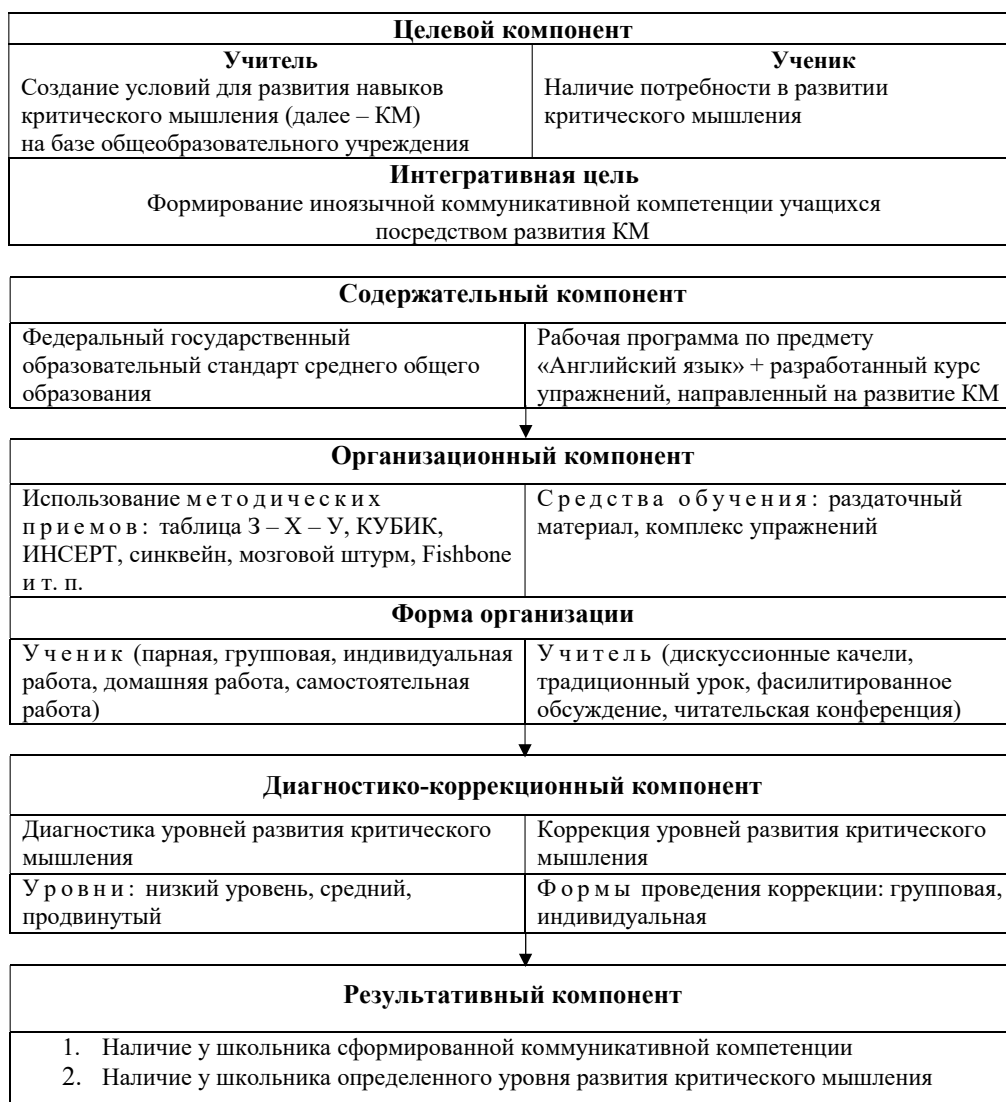 Целевой компонент
Учитель
Создание условий для развития навыков
критического мышления (далее – КМ)
на базе общеобразовательного учреждения
Ученик
Наличие потребности в развитии
критического мышления
Интегративная цель
Формирование иноязычной коммуникативной компетенции учащихся
посредством развития КМ
Содержательный компонент
Федеральный государственный
образовательный стандарт среднего общего
образования
Рабочая программа по предмету
«Английский язык» + разработанный курс
упражнений, направленный на развитие КМ
Организационный компонент
Использование методических
приемов: таблица З – Х – У, КУБИК,
ИНСЕРТ, синквейн, мозговой штурм, Fishbone
и т. п.
Средства обучения: раздаточный
материал, комплекс упражнений
Форма организации
Ученик (парная, групповая, индивидуальная
работа, домашняя работа, самостоятельная
работа)
Учитель (дискуссионные качели,
традиционный урок, фасилитированное
обсуждение, читательская конференция)
Диагностико-коррекционный компонент
Диагностика уровней развития критического
мышления
Коррекция уровней развития критического
мышления
Уровни: низкий уровень, средний,
продвинутый
Формы проведения коррекции: групповая,
индивидуальная
Результативный компонент
1. Наличие у школьника сформированной коммуникативной компетенции
2. Наличие у школьника определенного уровня развития критического мышления